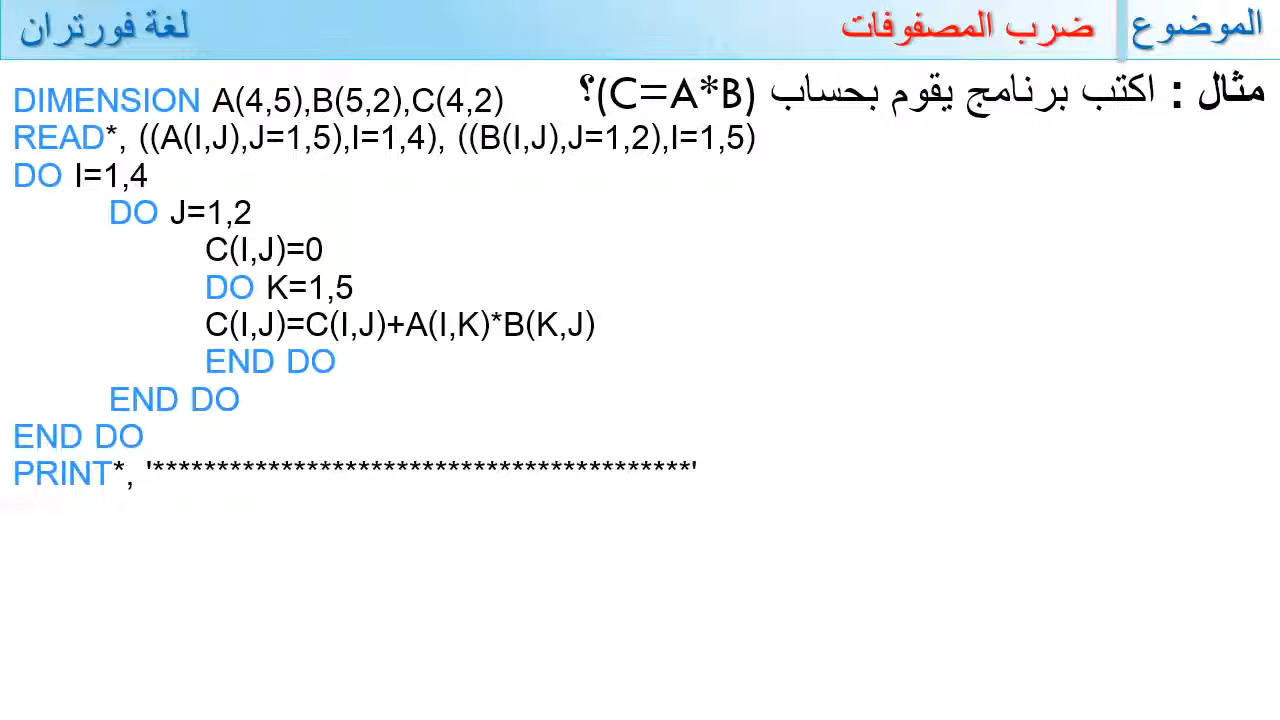 الموضوع ضرب المصفوفات لغة فورتران
مثال : اكتب برنامج يقوم بحساب (C=A*B)؟
DIMENSION A(4,5),B(5,2),C(4,2)
READ*, ((A(I,J),J=1,5),I=1,4), ((B(I,J),J=1,2),I=1,5)
DO I=1,4
DO J=1,2
C(I,J)=0
DO K=1,5
C(I,J)=C(I,J)+A(I,K)*B(K,J)
END DO
END DO
END DO
PRINT*, '******************************************'